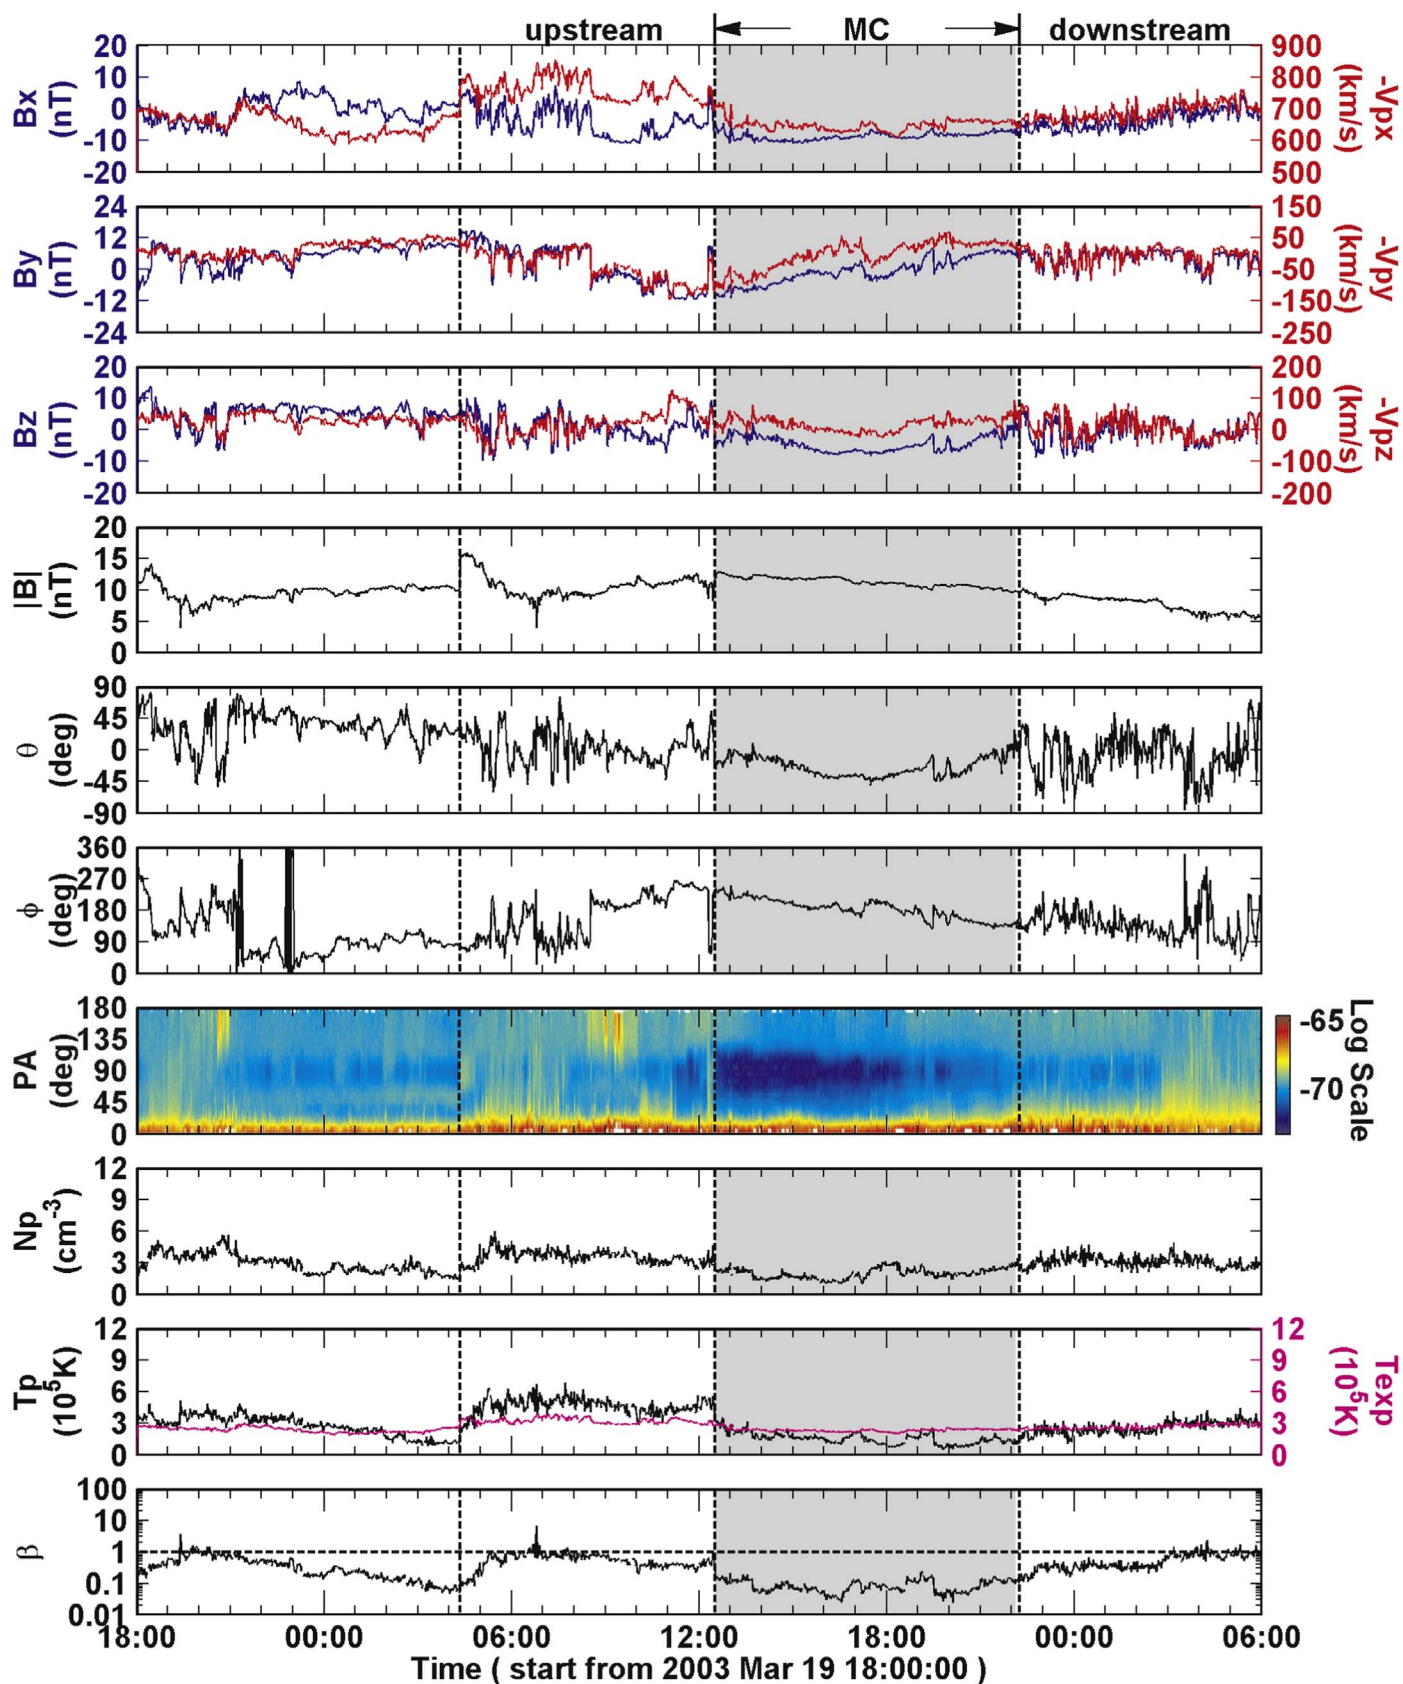 upstream MC downstream
20 10 0 -10 -20
Bx (nT)
900 800 700 600 500
-Vpx (km/s)
24 12 0 -12 -24
By (nT)
150 50 -50 -150 -250
-Vpy (km/s)
20 10 0 -10 -20
Bz (nT)
200 100 0 -100 -200
-Vpz (km/s)
20 15 10 5 0
|B| (nT)
90 45 0 -45 -90
θ (deg)
360 270 180 90 0
ϕ (deg)
180 135 90 45 0
PA (deg)
-65 -70
Log Scale
12 9 6 3 0
Np (cm-3)
12 9 6 3 0
Tp (10⁵K)
12 9 6 3 0
Texp (10⁵K)
100 10 1 0.1 0.01
β
18:00 00:00 06:00 12:00 18:00 00:00 06:00
Time ( start from 2003 Mar 19 18:00:00 )